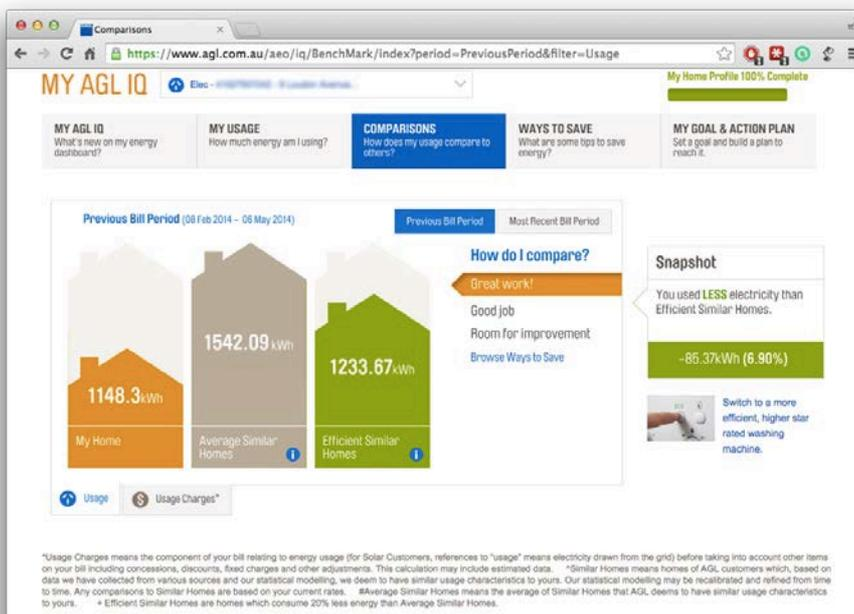 Comparisons
https://www.agl.com.au/aeo/iq/BenchMark/index?period=PreviousPeriod&filter=Usage
MY AGL IQ
Elec -
My Home Profile 100% Complete
MY AGL IQ
What's new on my energy
dashboard?
MY USAGE
How much energy am I using?
COMPARISONS
How does my usage compare to
others?
WAYS TO SAVE
What are some tips to save
energy?
MY GOAL & ACTION PLAN
Set a goal and build a plan to
reach it.
Previous Bill Period (08 Feb 2014 - 06 May 2014)
Previous Bill Period
Most Recent Bill Period
1148.3kWh
My Home
1542.09 kWh
Average Similar
Homes
1233.67kWh
Efficient Similar
Homes
How do I compare?
Great work!
Good job
Room for improvement
Browse Ways to Save
Snapshot
You used LESS electricity than
Efficient Similar Homes.
-85.37kWh (6.90%)
Switch to a more
efficient, higher star
rated washing
machine.
Usage
Usage Charges*
*Usage Charges means the component of your bill relating to energy usage (for Solar Customers, references to "usage" means electricity drawn from the grid) before taking into account other items
on your bill including concessions, discounts, fixed charges and other adjustments. This calculation may include estimated data. ^Similar Homes means homes of AGL customers which, based on
data we have collected from various sources and our statistical modelling, we deem to have similar usage characteristics to yours. Our statistical modelling may be recalibrated and refined from time
to time. Any comparisons to Similar Homes are based on your current rates. #Average Similar Homes means the average of Similar Homes that AGL deems to have similar usage characteristics
to yours. + Efficient Similar Homes are homes which consume 20% less energy than Average Similar Homes.